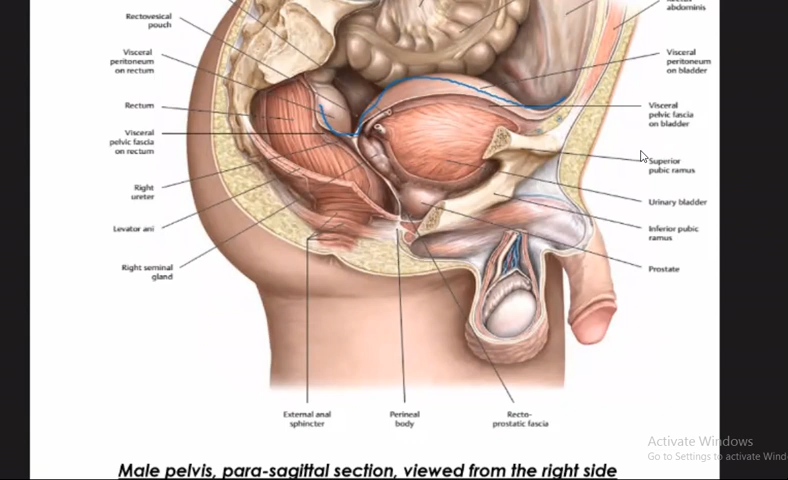 Rectovesical
pouch
Visceral
peritoneum
on rectum
Rectum
Visceral
pelvic fascia
on rectum
Right
ureter
Levator ani
Right seminal
gland
abdominis
Visceral
peritoneum
on bladder
Visceral
pelvic fascia
on bladder
Superior
pubic ramus
Urinary bladder
Inferior pubic
ramus
Prostate
External anal
sphincter
Perineal
body
Recto-
prostatic fascia
Activate Windows
Go to Settings to activate Wind
Male pelvis, para-sagittal section, viewed from the right side